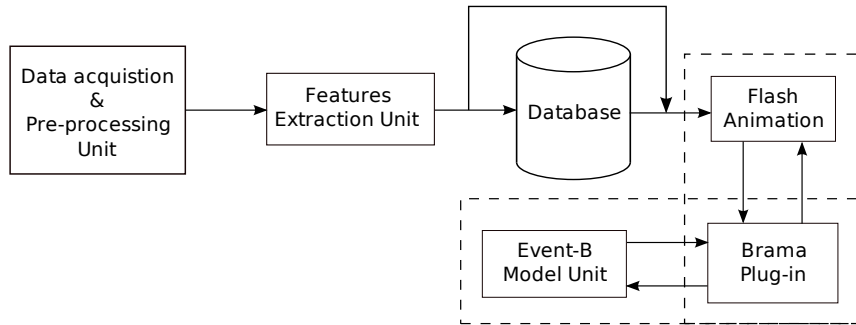 Data acquistion
&
Pre-processing
Unit
Features
Extraction Unit
Database
Flash
Animation
Event-B
Model Unit
Brama
Plug-in